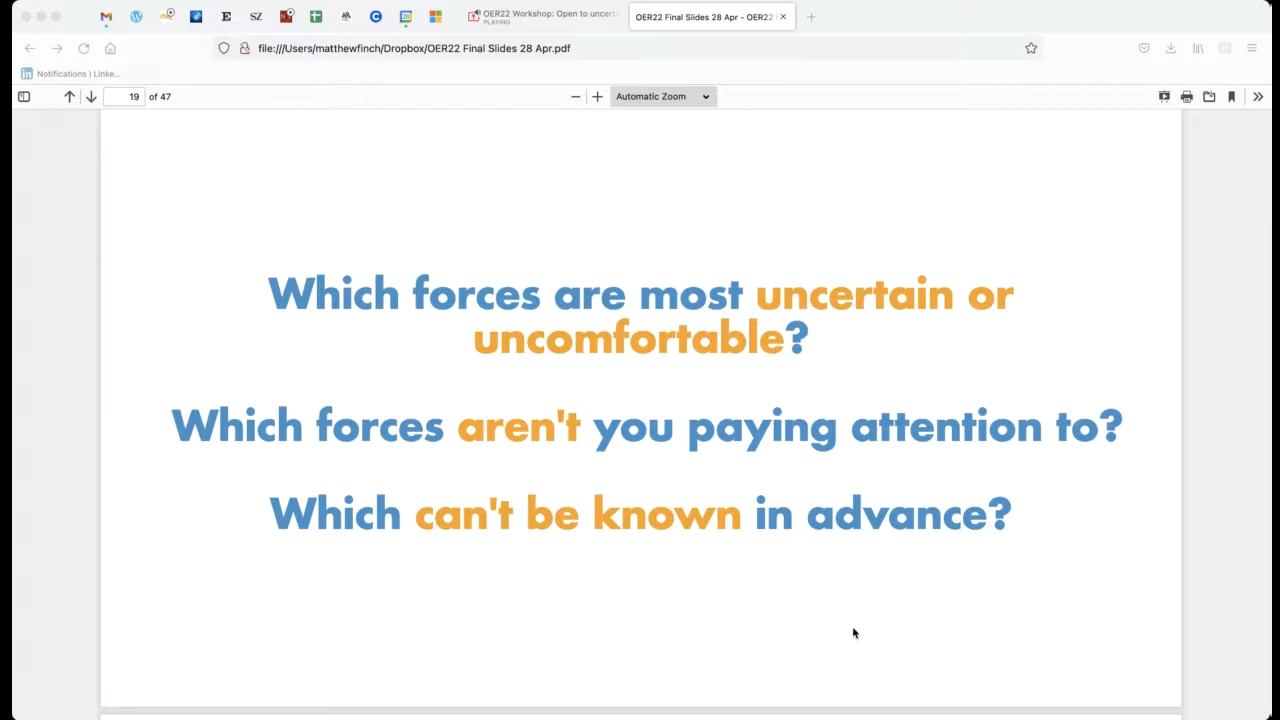 OER22 Workshop: Open to uncerta
PLAYING
OER22 Final Slides 28 Apr - OER22
file:///Users/matthewfinch/Dropbox/OER22 Final Slides 28 Apr.pdf
Notifications | Linke...
19 of 47
Automatic Zoom
Which forces are most uncertain or
uncomfortable?
Which forces aren't you paying attention to?
Which can't be known in advance?